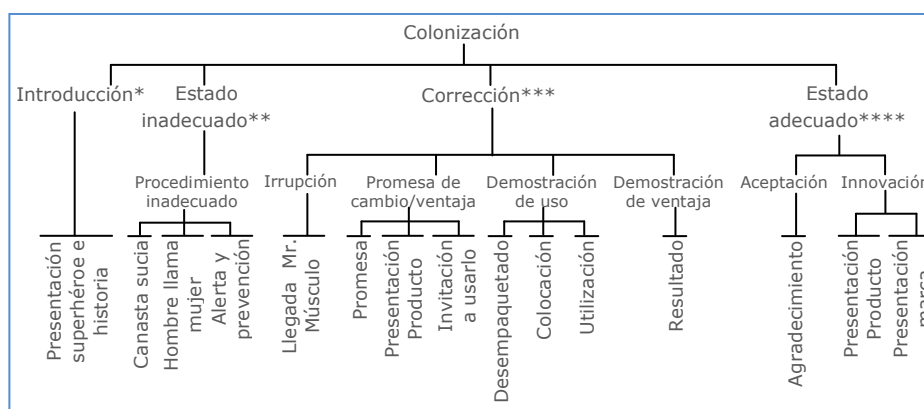 Colonización
Introducción*
Estado
inadecuado**
Corrección***
Estado
adecuado****
Procedimiento
inadecuado
Irrupción
Promesa de
cambio/ventaja
Demostración
de uso
Demostración
de ventaja
Aceptación
Innovación
Presentación
superhéroe e
historia
Canasta sucia
Hombre llama
mujer
Alerta y
prevención
Llegada Mr.
Músculo
Promesa
Presentación
Producto
Invitación
a usarlo
Desempaquetado
Colocación
Utilización
Resultado
Agradecimiento
Presentación
Producto
Presentación